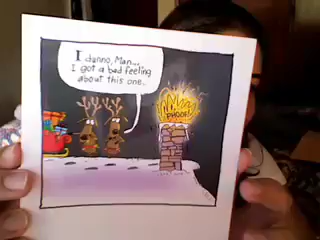 I dunno, Man...
I got a bad feeling
about this one..
PHOOF!